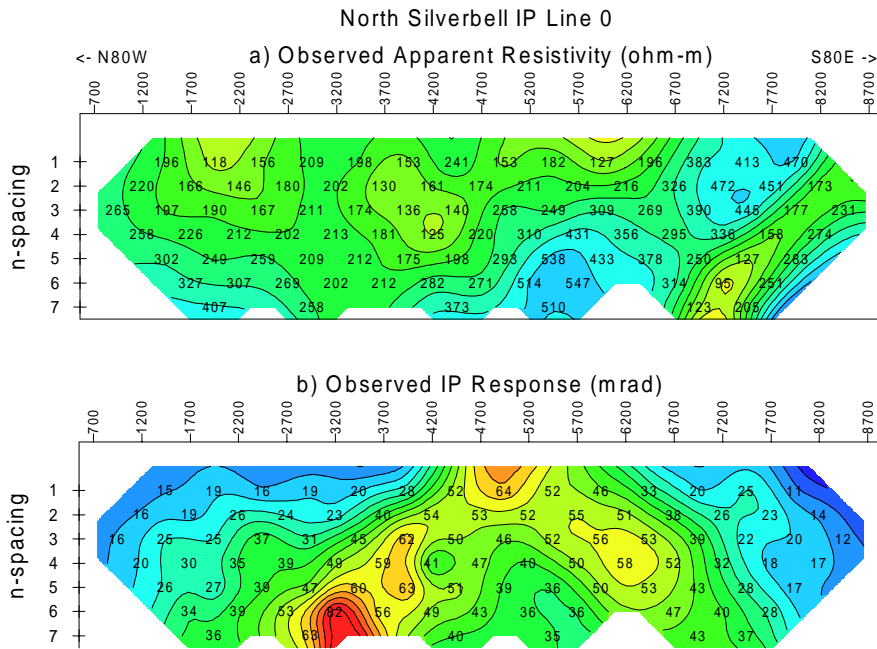 North Silverbell IP Line 0
<- N80W a) Observed Apparent Resistivity (ohm-m) S80E ->
700 1200 1700 2200 2700 3200 3700 4200 4700 5200 5700 6200 6700 7200 7700 8200 8700
n-spacing
1 196 118 156 209 198 153 241 153 182 127 196 383 413 470
2 220 166 146 180 202 130 161 174 211 204 216 326 472 451 173
3 265 197 190 167 211 174 136 140 258 249 309 269 390 445 177 231
4 258 226 212 202 213 181 125 220 310 431 356 295 336 158 274
5 302 249 259 209 212 175 198 293 538 433 378 250 127 283
6 327 307 269 202 212 282 271 514 547 314 95 251
7 407 258 373 510 123 205
b) Observed IP Response (mrad)
700 1200 1700 2200 2700 3200 3700 4200 4700 5200 5700 6200 6700 7200 7700 8200 8700
n-spacing
1 15 19 16 19 20 28 52 64 52 46 33 20 25 11
2 16 19 26 24 23 40 54 53 52 55 51 38 26 23 14
3 16 25 25 37 31 45 62 50 46 52 56 53 39 22 20 12
4 20 30 35 39 49 59 41 47 40 50 58 52 32 18 17
5 26 27 39 47 60 63 51 39 36 50 53 43 28 17
6 34 39 53 82 56 49 43 36 36 47 40 28
7 36 63 40 35 43 37